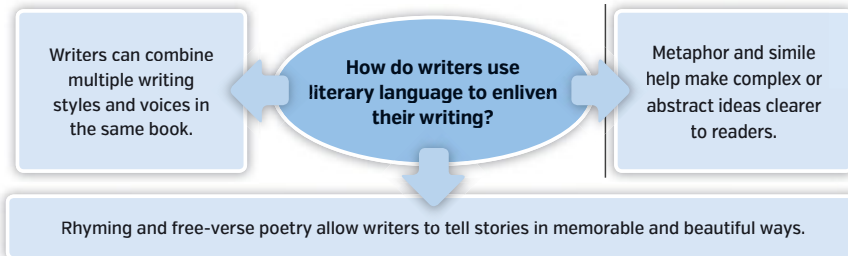 Writers can combine
multiple writing
styles and voices in
the same book.
How do writers use
literary language to enliven
their writing?
Metaphor and simile
help make complex or
abstract ideas clearer
to readers.
Rhyming and free-verse poetry allow writers to tell stories in memorable and beautiful ways.